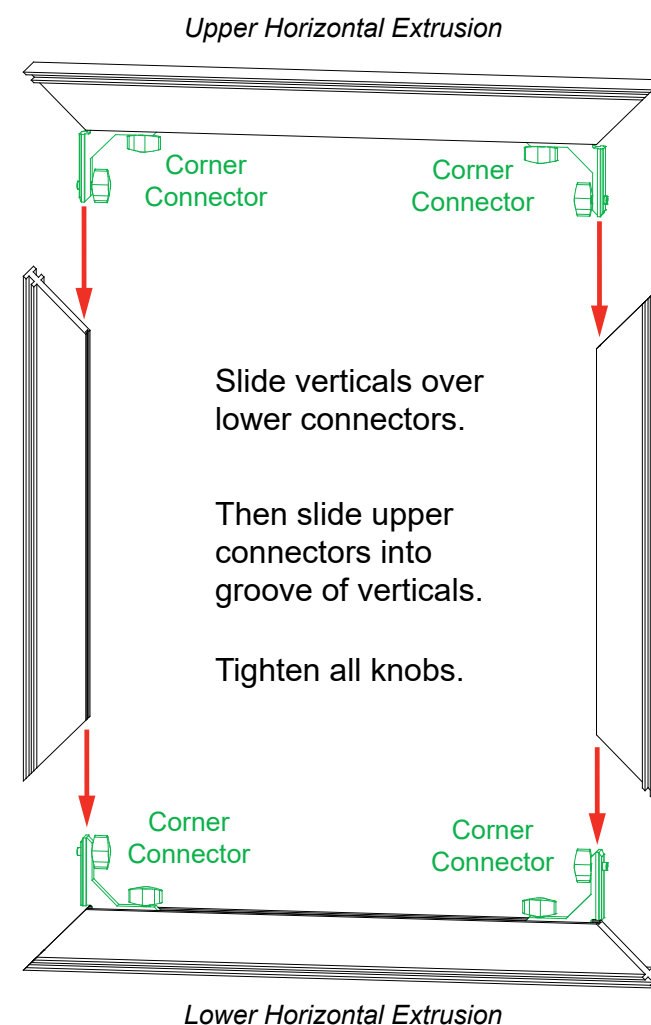 Upper Horizontal Extrusion
Corner
Connector
Corner
Connector
Slide verticals over
lower connectors.
Then slide upper
connectors into
groove of verticals.
Tighten all knobs.
Corner
Connector
Corner
Connector
Lower Horizontal Extrusion